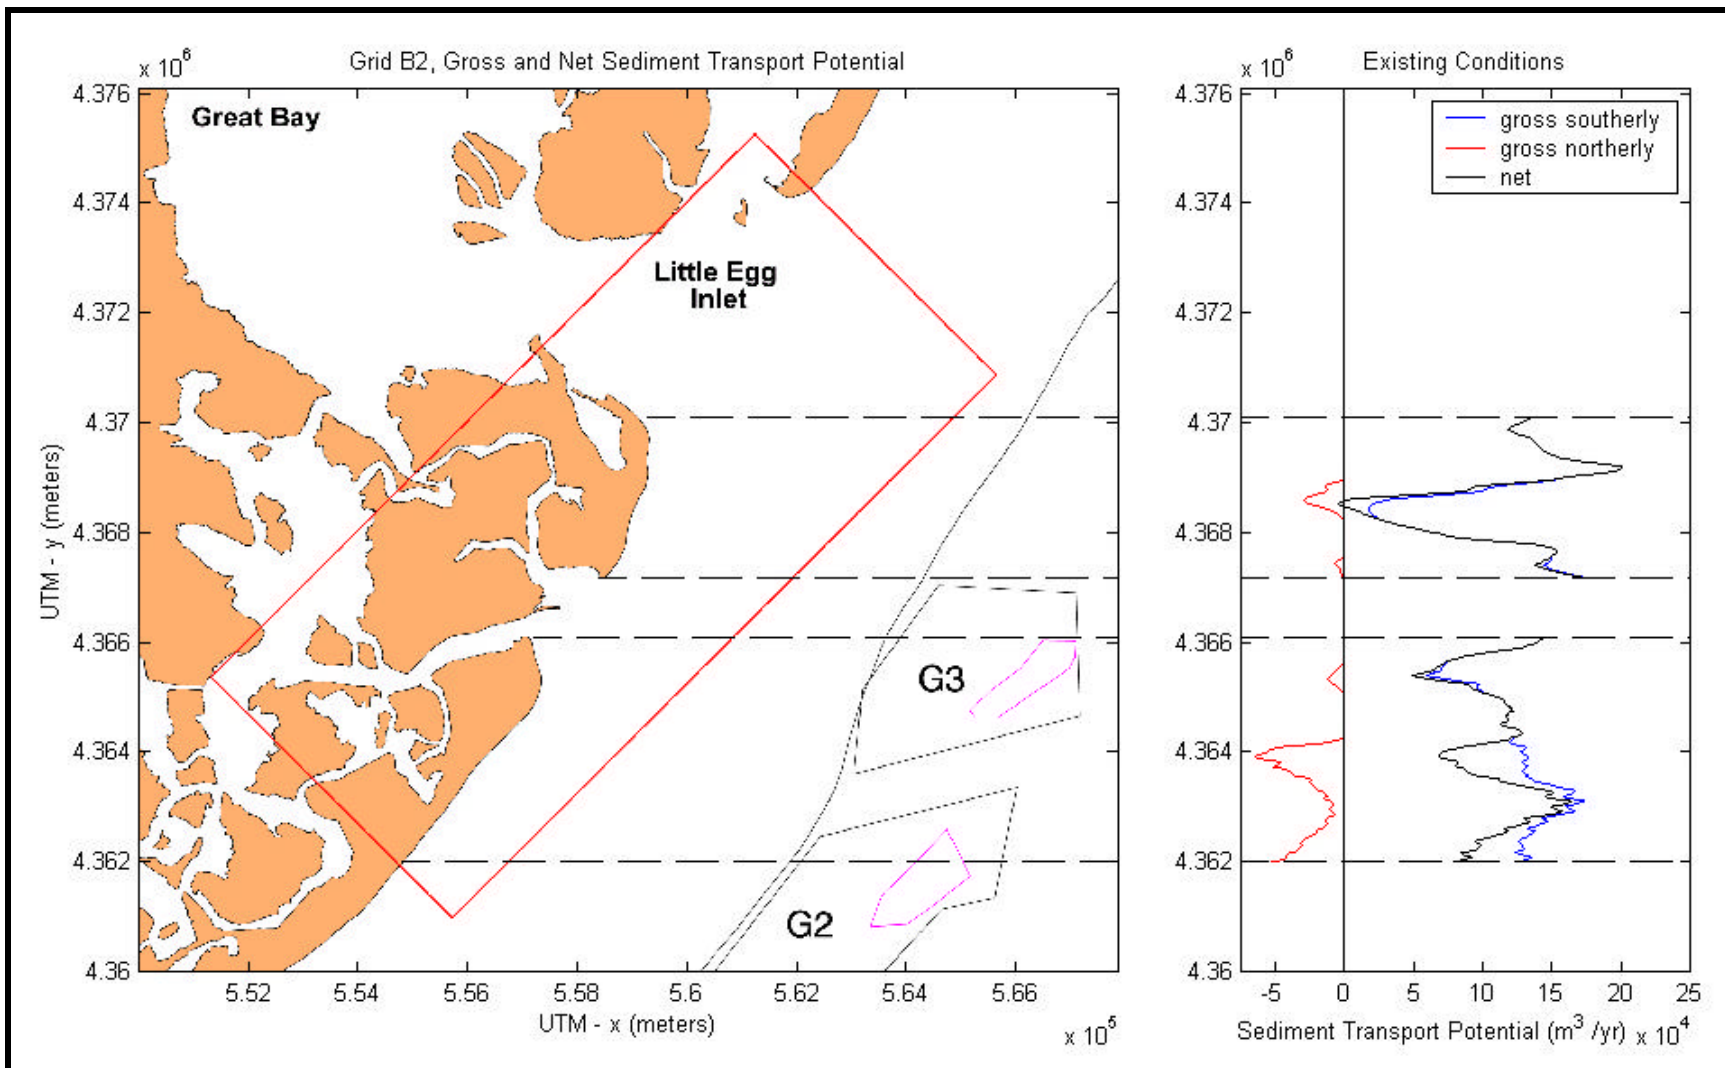 x 10^6
Grid B2, Gross and Net Sediment Transport Potential
4.376
4.374
4.372
4.37
4.368
4.366
4.364
4.362
4.36
UTM - y (meters)
Great Bay
Little Egg
Inlet
G3
G2
5.52
5.54
5.56
5.58
5.6
5.62
5.64
5.66
UTM - x (meters)
x 10^5
x 10^6
Existing Conditions
4.376
4.374
4.372
4.37
4.368
4.366
4.364
4.362
4.36
gross southerly
gross northerly
net
-5
0
5
10
15
20
25
Sediment Transport Potential (m^3 /yr) x 10^4